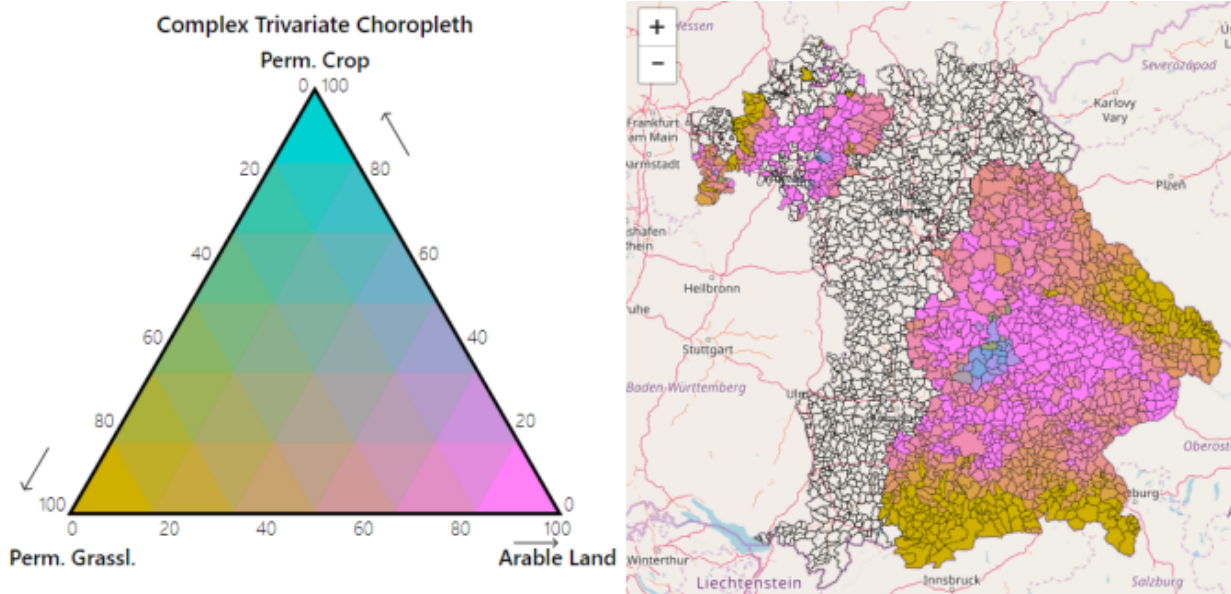 Complex Trivariate Choropleth
Perm. Crop
0 100
20 80
40 60
60 40
80 20
100 0
0 20 40 60 80 100
Perm. Grassl. Arable Land
+
−
Hessen
Severozápad
Karlovy
Vary
Frankfurt
am Main
Darmstadt
Plzeň
Heilbronn
Stuttgart
Baden-Württemberg
Ulm
Winterthur
Liechtenstein
Innsbruck
Salzburg